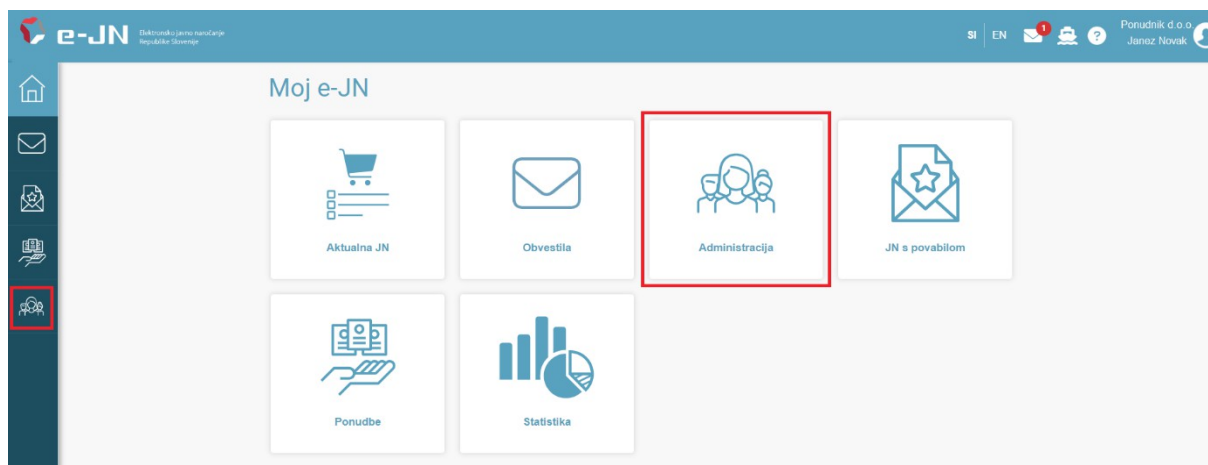 e-JN
Elektronsko javno naročanje
Republike Slovenije
SI | EN
1
?
Ponudnik d.o.o.
Janez Novak
Moj e-JN
Aktualna JN
Obvestila
Administracija
JN s povabilom
Ponudbe
Statistika